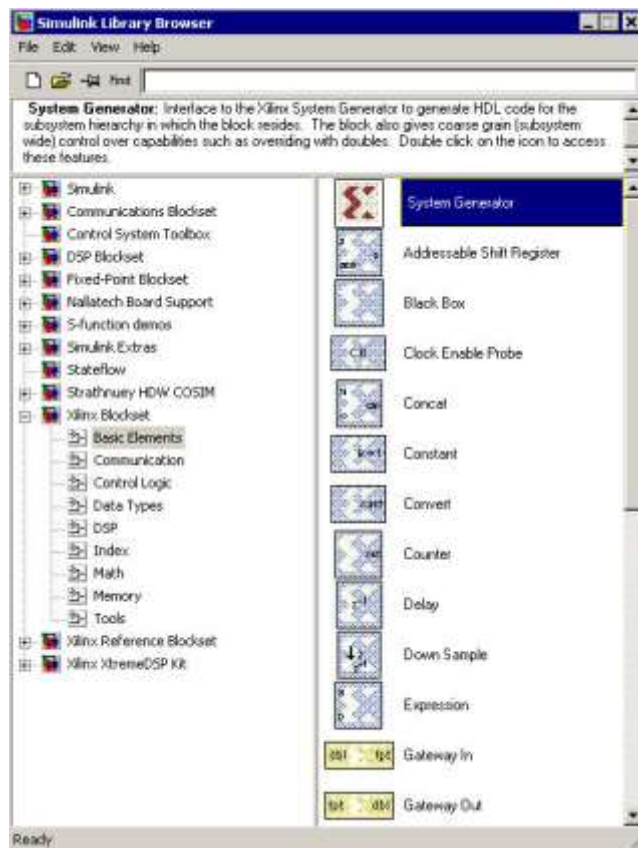 Simulink Library Browser
File Edit View Help
Find
System Generator: Interface to the Xilinx System Generator to generate HDL code for the
subsystem hierarchy in which the block resides. The block also gives coarse grain (subsystem
wide) control over capabilities such as overriding with doubles. Double click on the icon to access
these features.
Simulink
Communications Blockset
Control System Toolbox
DSP Blockset
Fixed-Point Blockset
Nallatech Board Support
S-function demos
Simulink Extras
Stateflow
Strathnuey HDW COSIM
Xilinx Blockset
Basic Elements
Communication
Control Logic
Data Types
DSP
Index
Math
Memory
Tools
Xilinx Reference Blockset
Xilinx XtremeDSP Kit
System Generator
Addressable Shift Register
Black Box
Clock Enable Probe
Concat
Constant
Convert
Counter
Delay
Down Sample
Expression
dbl fpt Gateway In
fpt dbl Gateway Out
Ready